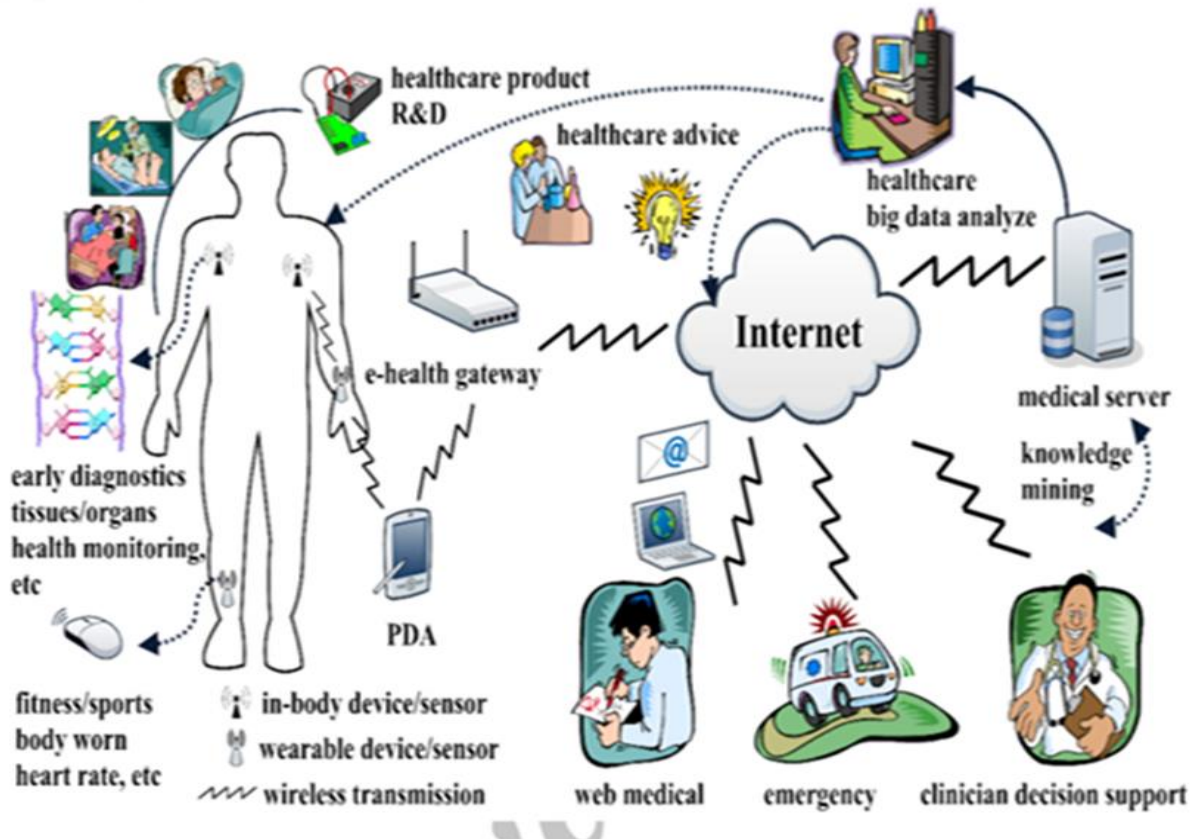 healthcare product
R&D
healthcare advice
healthcare
big data analyze
Internet
e-health gateway
medical server
knowledge
mining
@
early diagnostics
tissues/organs
health monitoring,
etc
PDA
fitness/sports
body worn
heart rate, etc
in-body device/sensor
wearable device/sensor
wireless transmission
web medical
emergency
clinician decision support